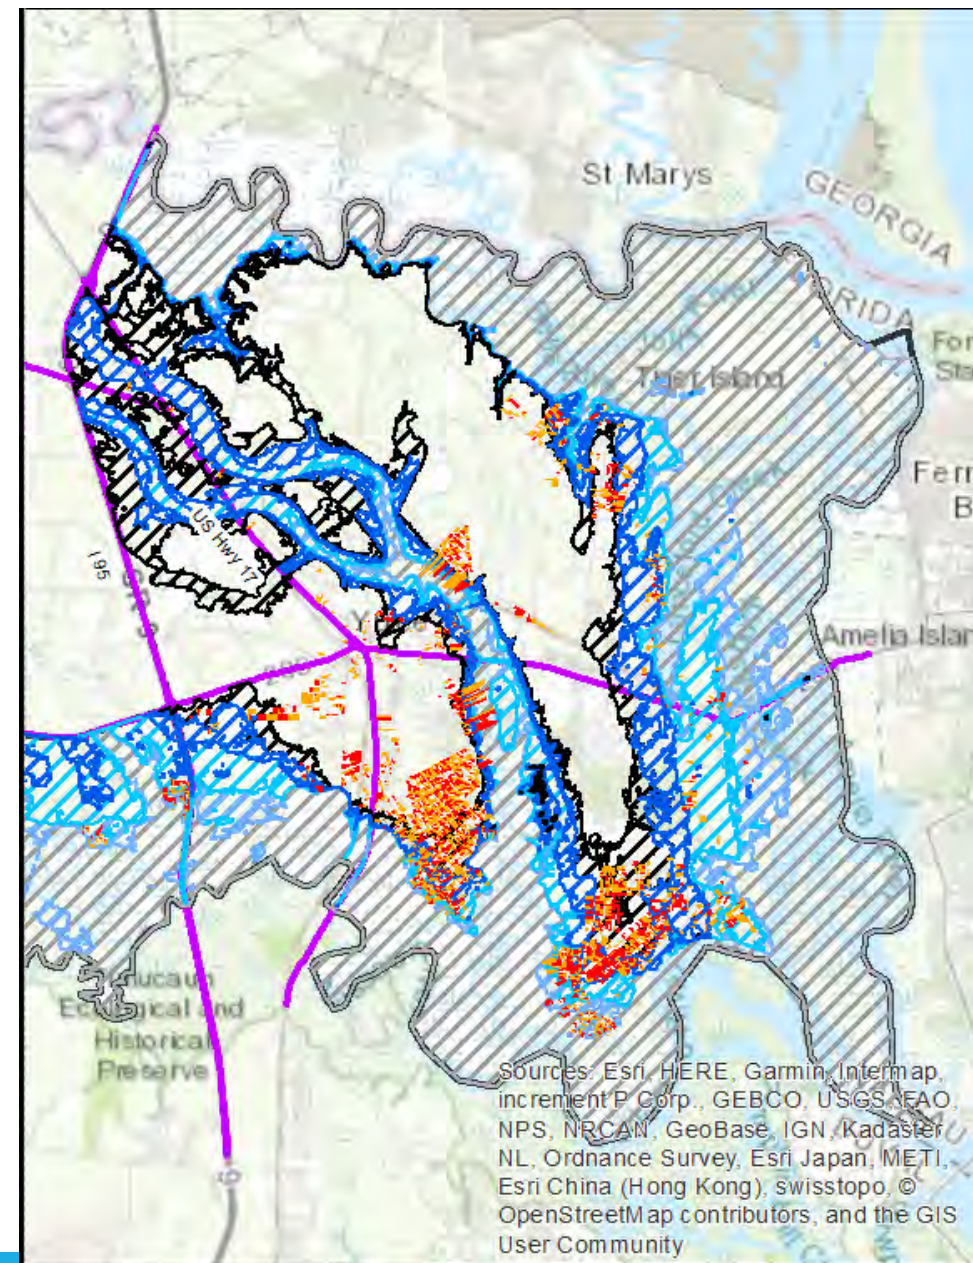 St Marys
GEORGIA
FLORIDA
Tiger Island
I 95
US Hwy 17
Amelia Islan
Ecological and
Historical
Preserve
Sources: Esri, HERE, Garmin, Intermap,
increment P Corp., GEBCO, USGS, FAO,
NPS, NRCAN, GeoBase, IGN, Kadaster
NL, Ordnance Survey, Esri Japan, METI,
Esri China (Hong Kong), swisstopo, ©
OpenStreetMap contributors, and the GIS
User Community